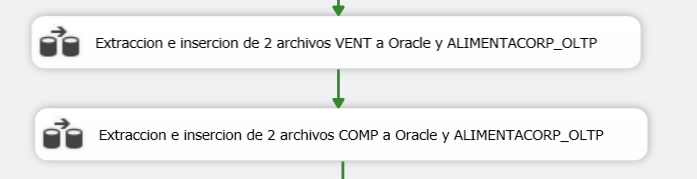 Extraccion e insercion de 2 archivos VENT a Oracle y ALIMENTACORP_OLTP
Extraccion e insercion de 2 archivos COMP a Oracle y ALIMENTACORP_OLTP